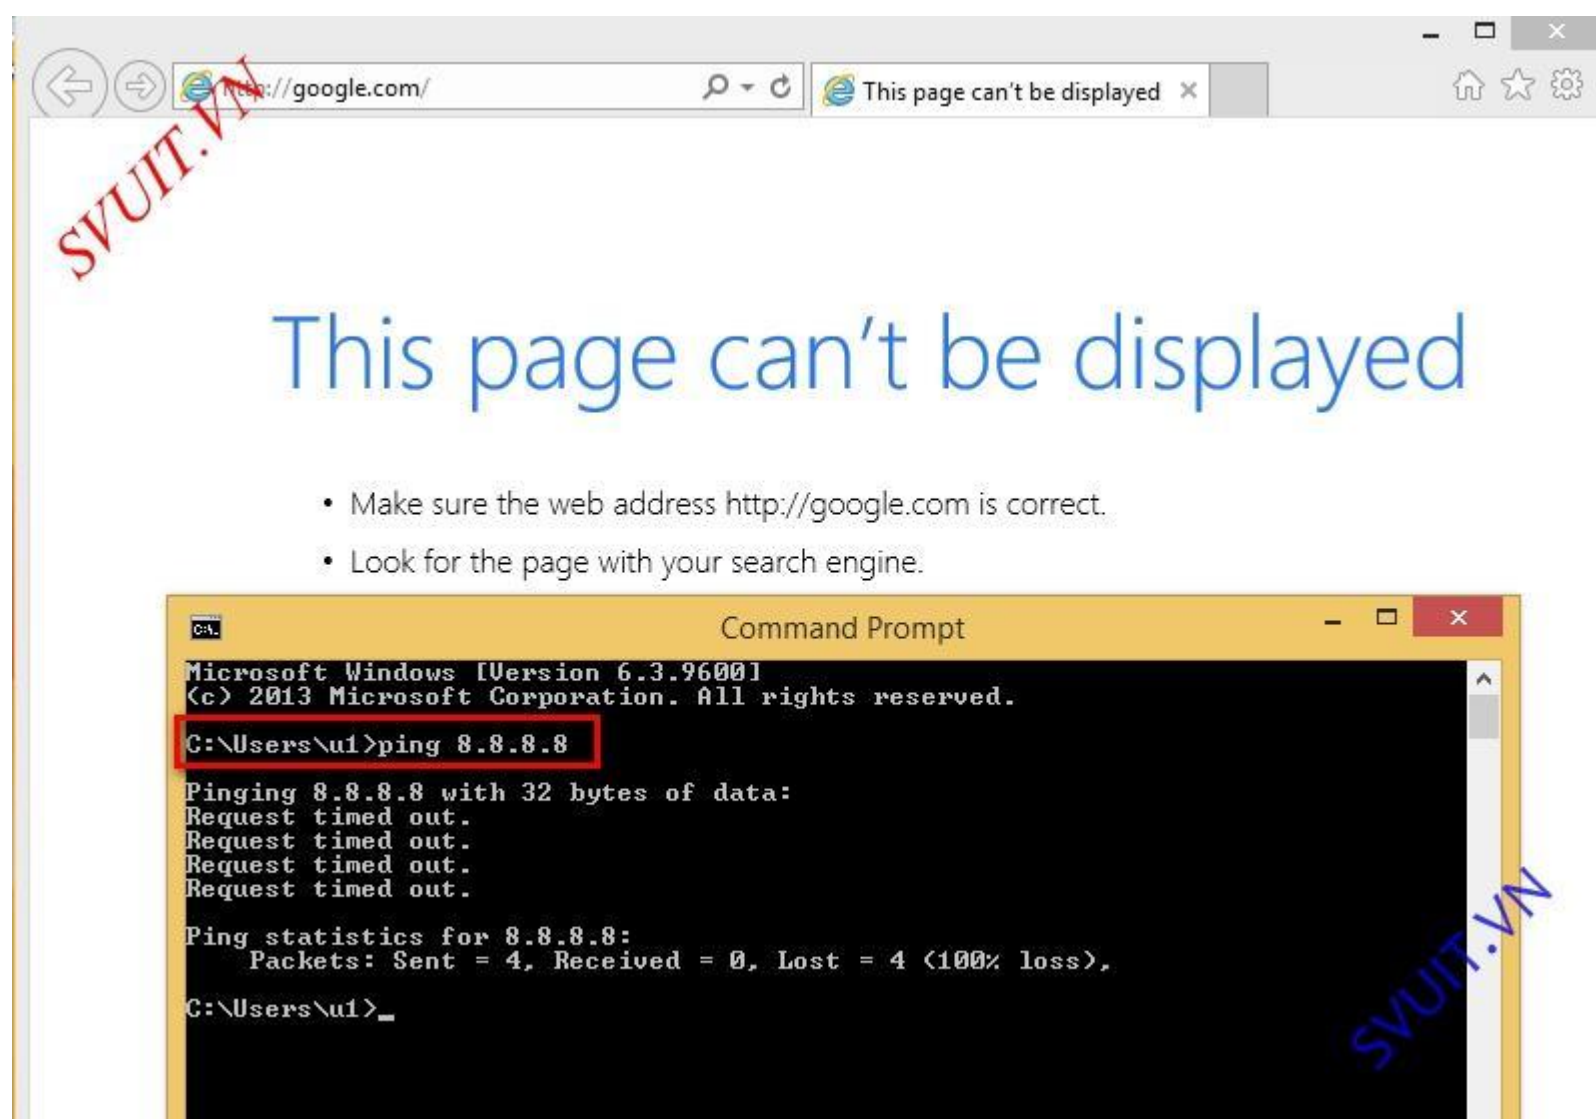 http://google.com/
This page can't be displayed
SVUIT.VN
This page can't be displayed
• Make sure the web address http://google.com is correct.
• Look for the page with your search engine.
Command Prompt
Microsoft Windows [Version 6.3.9600]
(c) 2013 Microsoft Corporation. All rights reserved.
C:\Users\u1>ping 8.8.8.8
Pinging 8.8.8.8 with 32 bytes of data:
Request timed out.
Request timed out.
Request timed out.
Request timed out.
Ping statistics for 8.8.8.8:
Packets: Sent = 4, Received = 0, Lost = 4 (100% loss),
C:\Users\u1>_
SVUIT.VN